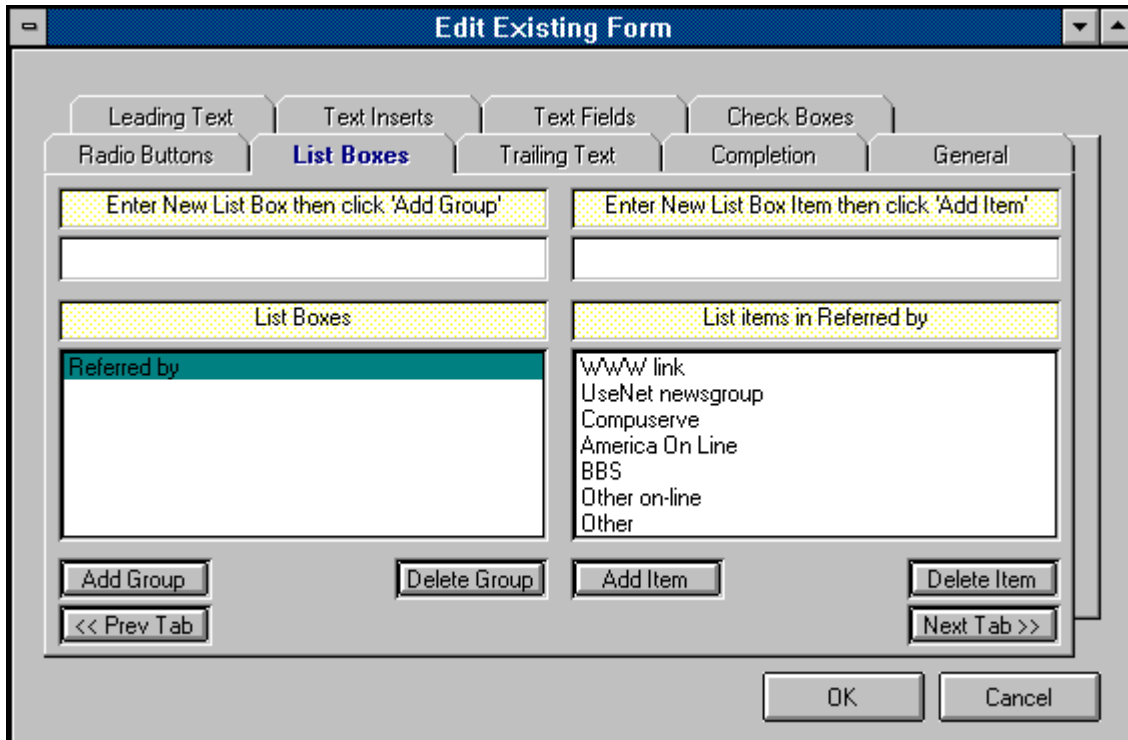 Edit Existing Form
Leading Text Text Inserts Text Fields Check Boxes
Radio Buttons List Boxes Trailing Text Completion General
Enter New List Box then click 'Add Group'
Enter New List Box Item then click 'Add Item'
List Boxes
Referred by
List items in Referred by
WWW link
UseNet newsgroup
Compuserve
America On Line
BBS
Other on-line
Other
Add Group Delete Group Add Item Delete Item
<< Prev Tab Next Tab >>
OK Cancel